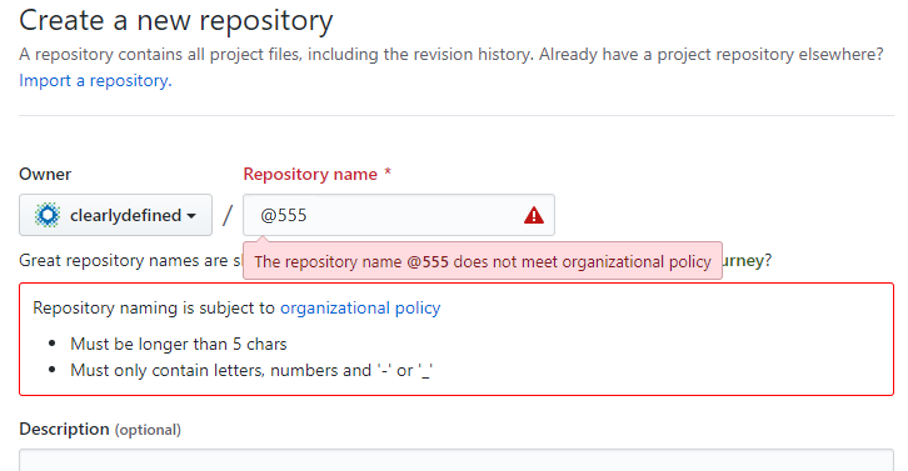 Create a new repository
A repository contains all project files, including the revision history. Already have a project repository elsewhere?
Import a repository.
Owner
Repository name *
clearlydefined / @555
Great repository names are s
The repository name @555 does not meet organizational policy
urney?
Repository naming is subject to organizational policy
• Must be longer than 5 chars
• Must only contain letters, numbers and '-' or '_'
Description (optional)